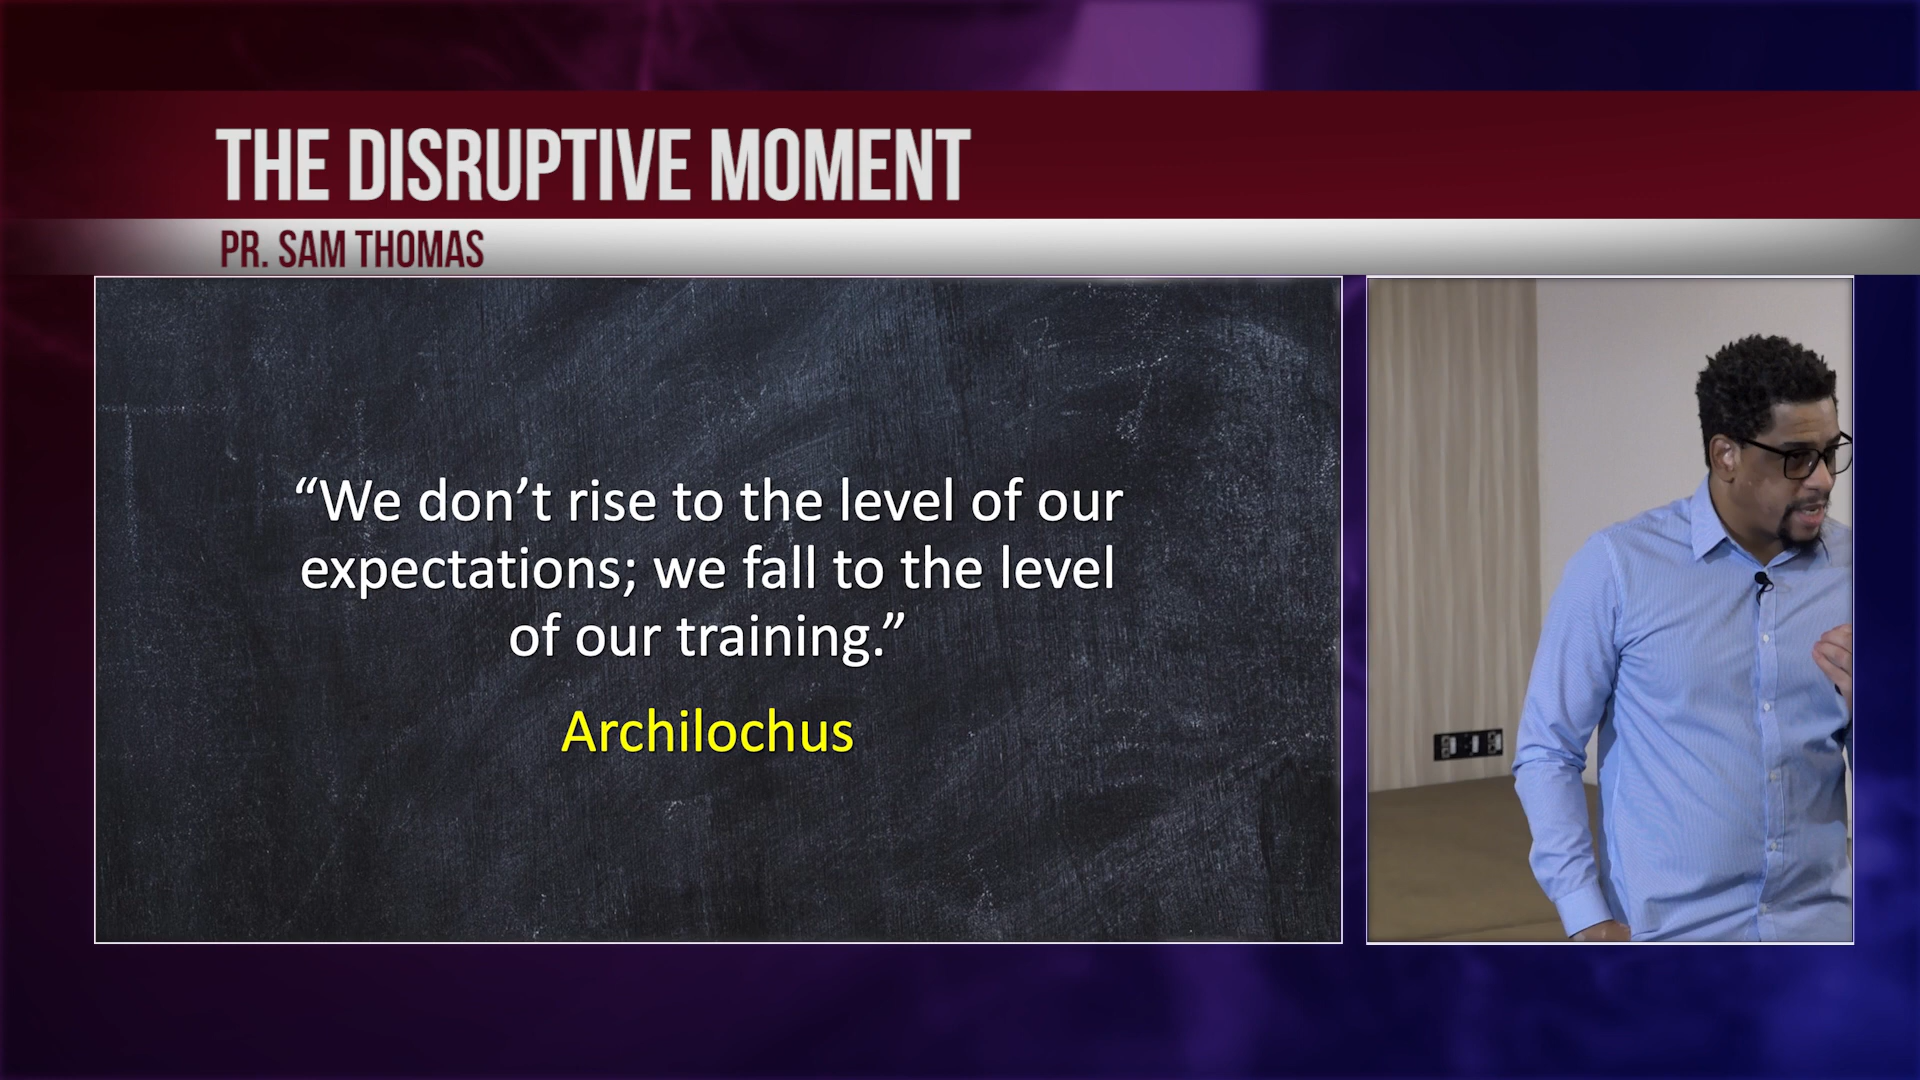 THE DISRUPTIVE MOMENT
PR. SAM THOMAS
“We don’t rise to the level of our
expectations; we fall to the level
of our training.”
Archilochus